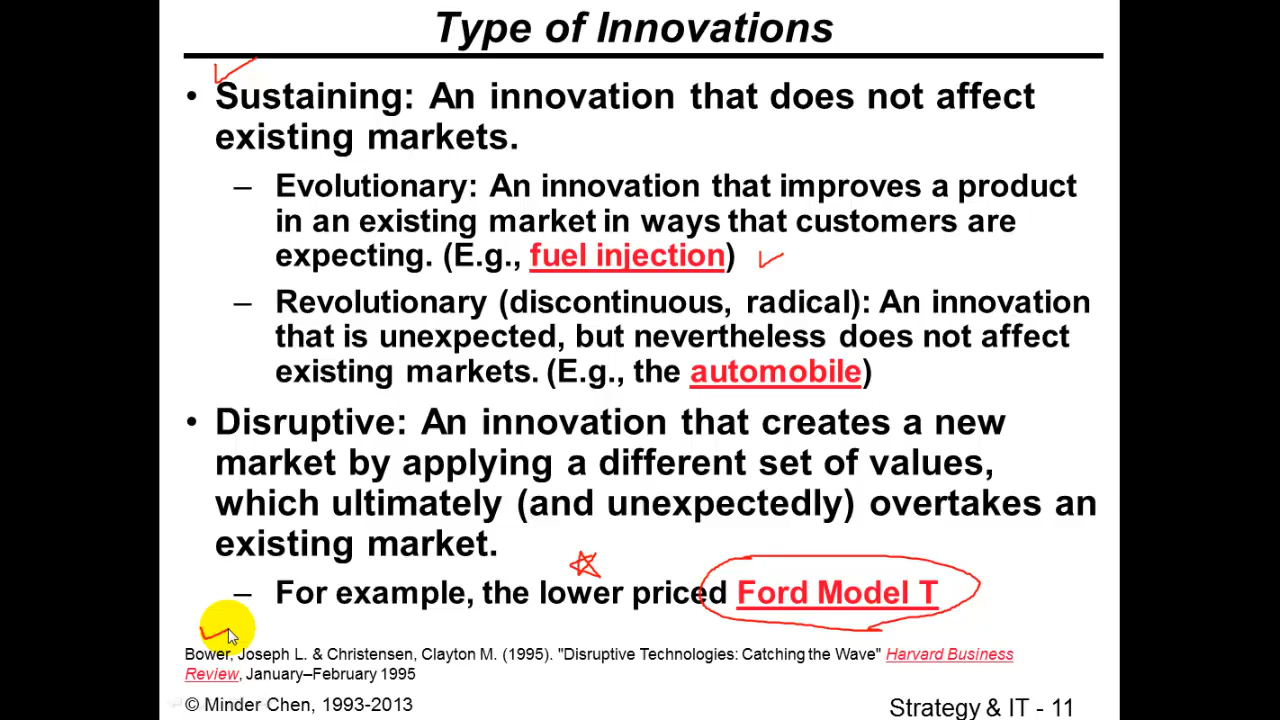 Type of Innovations
• Sustaining: An innovation that does not affect
existing markets.
– Evolutionary: An innovation that improves a product
in an existing market in ways that customers are
expecting. (E.g., fuel injection)
– Revolutionary (discontinuous, radical): An innovation
that is unexpected, but nevertheless does not affect
existing markets. (E.g., the automobile)
• Disruptive: An innovation that creates a new
market by applying a different set of values,
which ultimately (and unexpectedly) overtakes an
existing market.
– For example, the lower priced Ford Model T
Bower, Joseph L. & Christensen, Clayton M. (1995). "Disruptive Technologies: Catching the Wave" Harvard Business
Review, January–February 1995
© Minder Chen, 1993-2013
Strategy & IT - 11